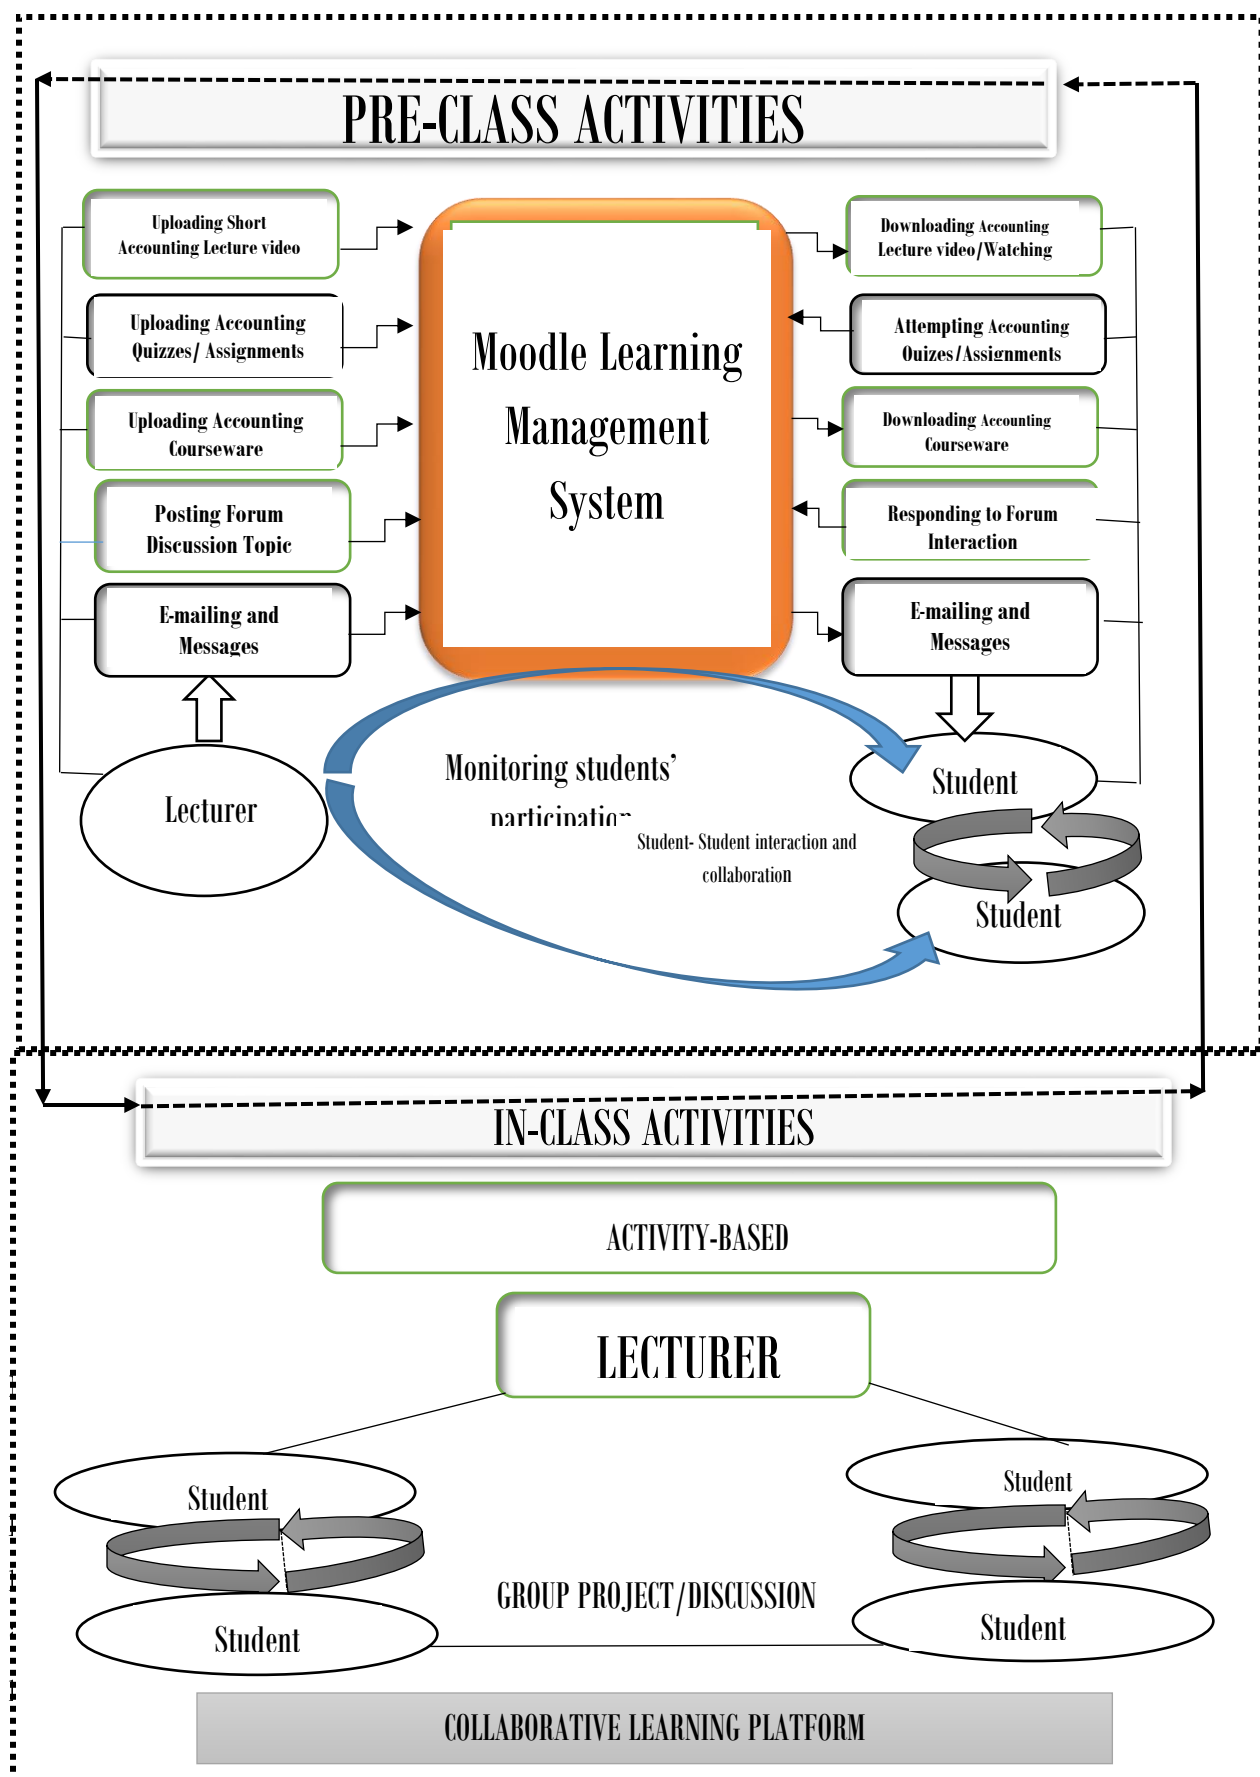 PRE-CLASS ACTIVITIES
Uploading Short
Accounting Lecture video
Uploading Accounting
Quizzes/ Assignments
Uploading Accounting
Courseware
Posting Forum
Discussion Topic
E-mailing and
Messages
Lecturer
Moodle Learning
Management
System
Downloading Accounting
Lecture video/Watching
Attempting Accounting
Quizes/Assignments
Downloading Accounting
Courseware
Responding to Forum
Interaction
E-mailing and
Messages
Monitoring students'
participation
Student- Student interaction and
collaboration
Student
Student
IN-CLASS ACTIVITIES
ACTIVITY-BASED
LECTURER
Student
Student
Student
Student
GROUP PROJECT/DISCUSSION
COLLABORATIVE LEARNING PLATFORM